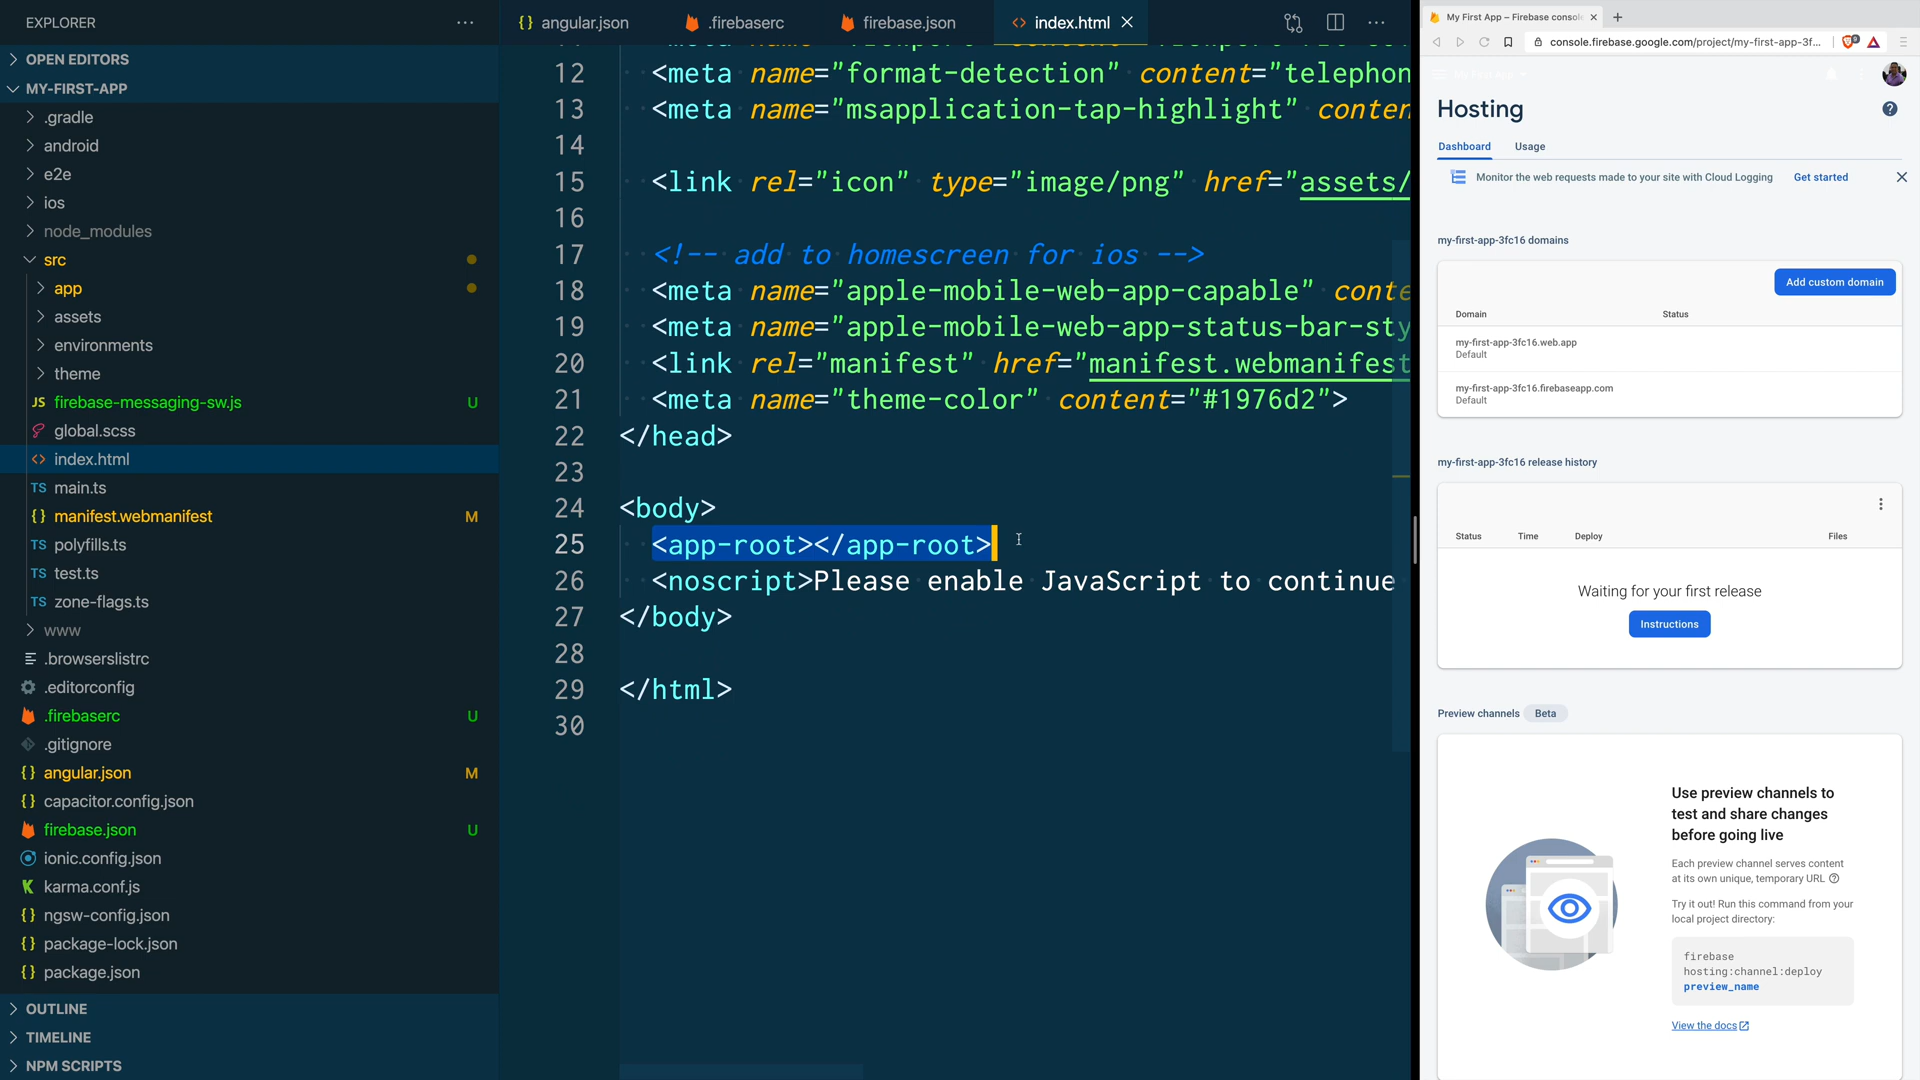 EXPLORER
OPEN EDITORS
MY-FIRST-APP
.gradle
android
e2e
ios
node_modules
src
app
assets
environments
theme
JS firebase-messaging-sw.js U
global.scss
<> index.html
TS main.ts
{} manifest.webmanifest M
TS polyfills.ts
TS test.ts
TS zone-flags.ts
www
.browserslistrc
.editorconfig
.firebaserc U
.gitignore
{} angular.json M
{} capacitor.config.json
firebase.json U
ionic.config.json
K karma.conf.js
{} ngsw-config.json
{} package-lock.json
{} package.json
OUTLINE
TIMELINE
NPM SCRIPTS
{} angular.json
.firebaserc
firebase.json
<> index.html
12 <meta name="format-detection" content="telephon
13 <meta name="msapplication-tap-highlight" conten
14
15 <link rel="icon" type="image/png" href="assets/
16
17 <!-- add to homescreen for ios -->
18 <meta name="apple-mobile-web-app-capable" conte
19 <meta name="apple-mobile-web-app-status-bar-sty
20 <link rel="manifest" href="manifest.webmanifest
21 <meta name="theme-color" content="#1976d2">
22 </head>
23
24 <body>
25 <app-root></app-root>
26 <noscript>Please enable JavaScript to continue
27 </body>
28
29 </html>
30
My First App – Firebase consol
console.firebase.google.com/project/my-first-app-3f...
Hosting
Dashboard Usage
Monitor the web requests made to your site with Cloud Logging Get started
my-first-app-3fc16 domains
Add custom domain
Domain Status
my-first-app-3fc16.web.app
Default
my-first-app-3fc16.firebaseapp.com
Default
my-first-app-3fc16 release history
Status Time Deploy Files
Waiting for your first release
Instructions
Preview channels Beta
Use preview channels to
test and share changes
before going live
Each preview channel serves content
at its own unique, temporary URL
Try it out! Run this command from your
local project directory:
firebase
hosting:channel:deploy
preview_name
View the docs